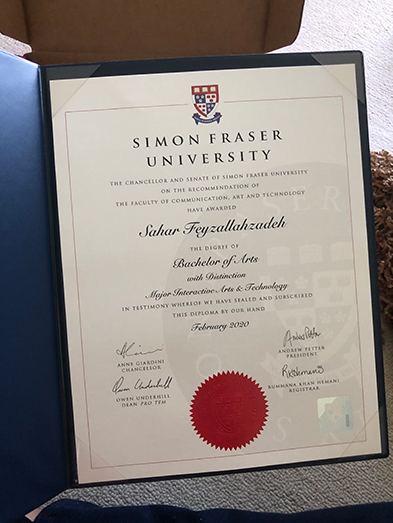 SIMON FRASER
UNIVERSITY
THE CHANCELLOR AND SENATE OF SIMON FRASER UNIVERSITY
ON THE RECOMMENDATION OF
THE FACULTY OF COMMUNICATION, ART AND TECHNOLOGY
HAVE AWARDED
Sahar Feyzallahzadeh
THE DEGREE OF
Bachelor of Arts
with Distinction
Major Interactive Arts & Technology
IN TESTIMONY WHEREOF WE HAVE SEALED AND SUBSCRIBED
THIS DIPLOMA BY OUR HAND
February 2020
ANNE GIARDINI
CHANCELLOR
ANDREW PETTER
PRESIDENT
Owen Underhill
OWEN UNDERHILL
DEAN PRO TEM
RUMMANA KHAN HEMANI
REGISTRAR